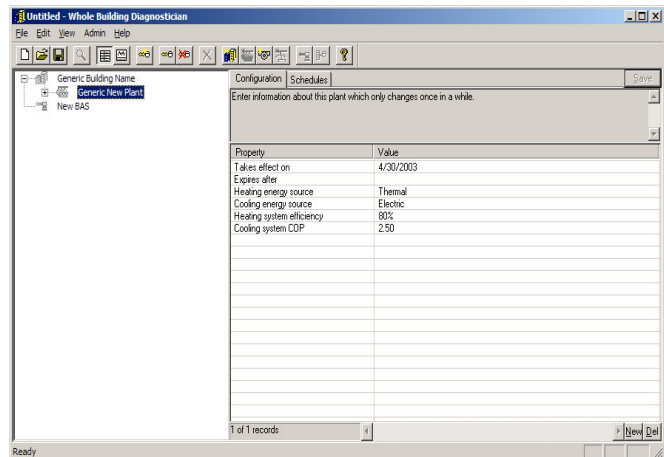 Untitled - Whole Building Diagnostician
File Edit View Admin Help
Generic Building Name
Generic New Plant
New BAS
Configuration Schedules Save
Enter information about this plant which only changes once in a while.
Property Value
Takes effect on 4/30/2003
Expires after
Heating energy source Thermal
Cooling energy source Electric
Heating system efficiency 80%
Cooling system COP 2.50
1 of 1 records New Del
Ready